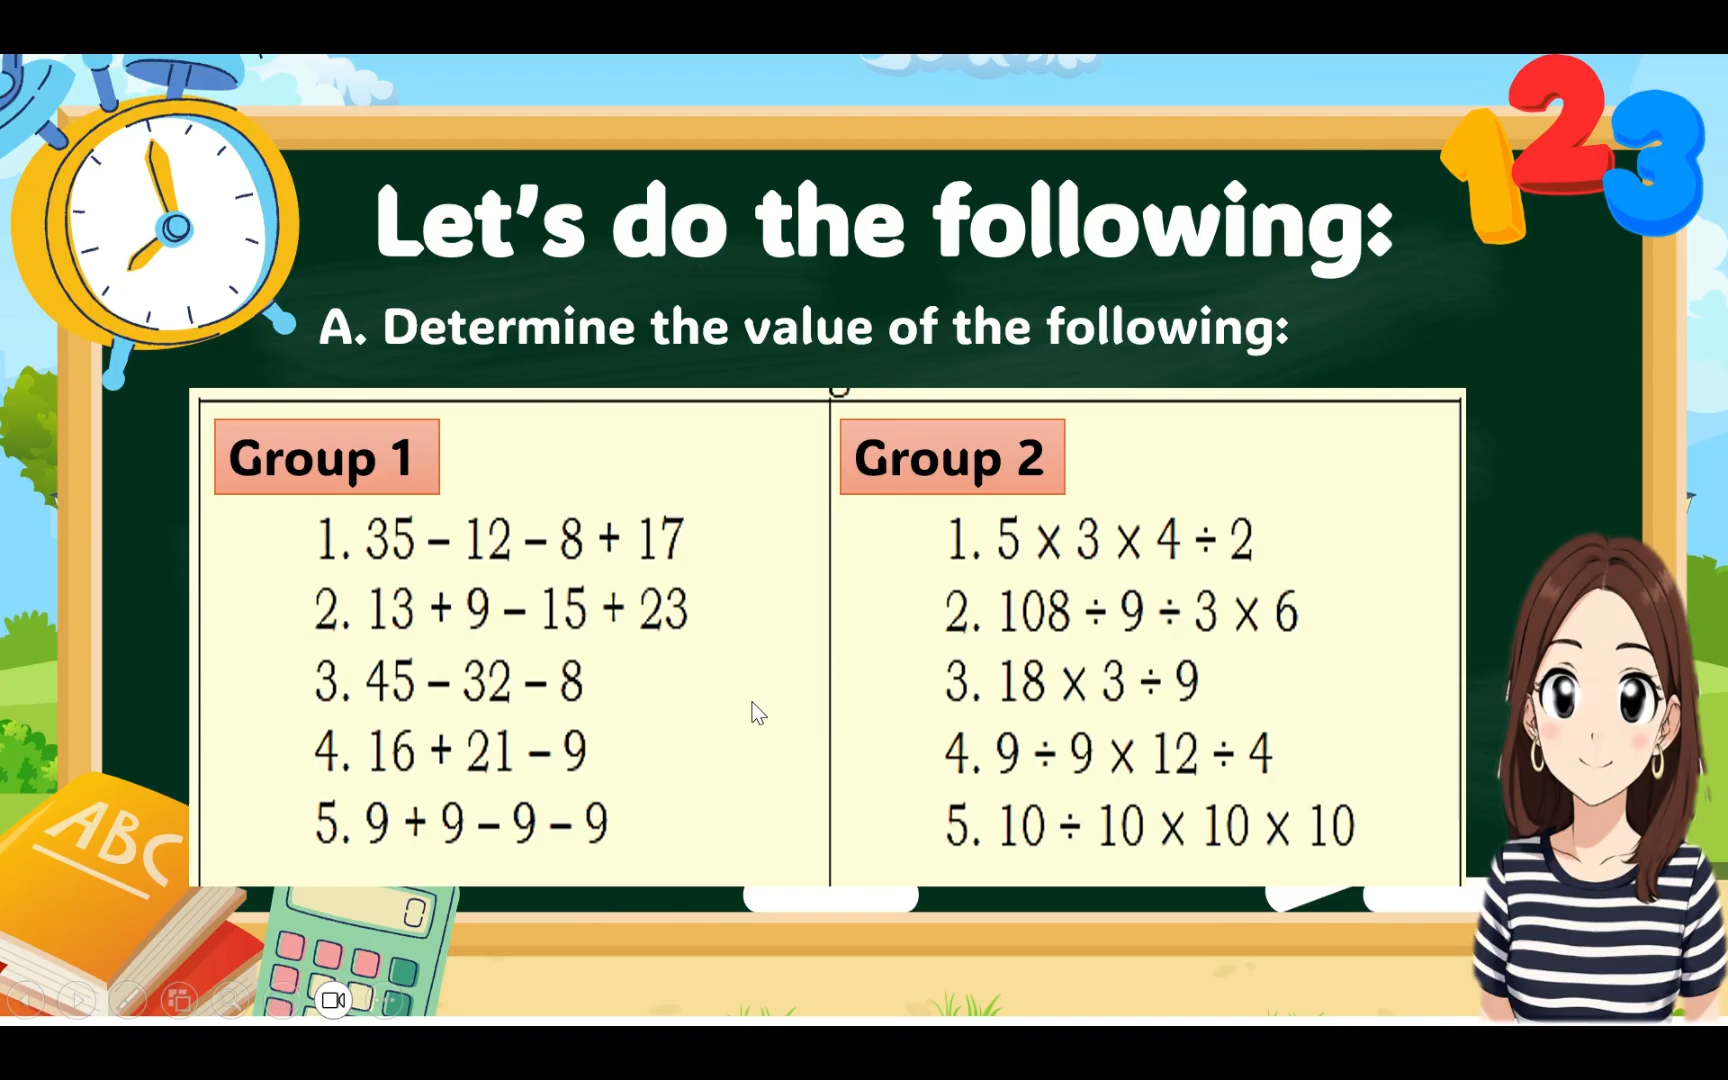 123
Let's do the following:
A. Determine the value of the following:
Group 1
1. 35 – 12 – 8 + 17
2. 13 + 9 – 15 + 23
3. 45 – 32 – 8
4. 16 + 21 – 9
5. 9 + 9 – 9 – 9
Group 2
1. 5 × 3 × 4 ÷ 2
2. 108 ÷ 9 ÷ 3 × 6
3. 18 × 3 ÷ 9
4. 9 ÷ 9 × 12 ÷ 4
5. 10 ÷ 10 × 10 × 10
ABC
0